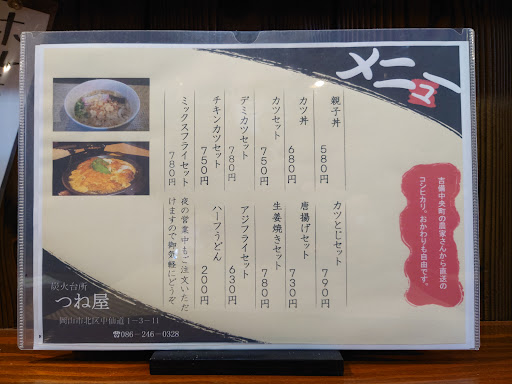 メニュー
吉備中央町の農家さんから直送の
コシヒカリ。おかわりも自由です。
親子丼 580円
カツ丼 680円
カツセット 750円
デミカツセット 780円
チキンカツセット 750円
ミックスフライセット 780円
カツとじセット 790円
唐揚げセット 730円
生姜焼きセット 780円
アジフライセット 630円
ハーフうどん 200円
夜の営業中もご注文いただ
けますので御気軽にどうぞ。
炭火台所
つね屋
岡山市北区中仙道1-3-11
☎086-246-0328